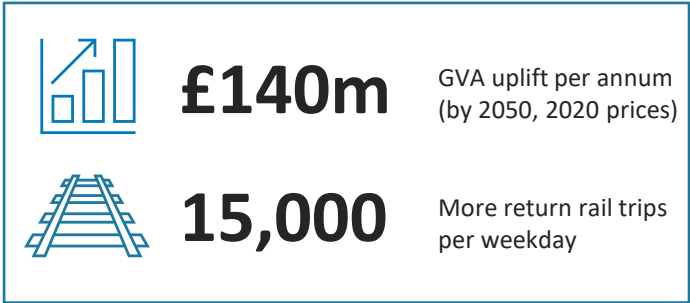 £140m
GVA uplift per annum
(by 2050, 2020 prices)
15,000
More return rail trips
per weekday